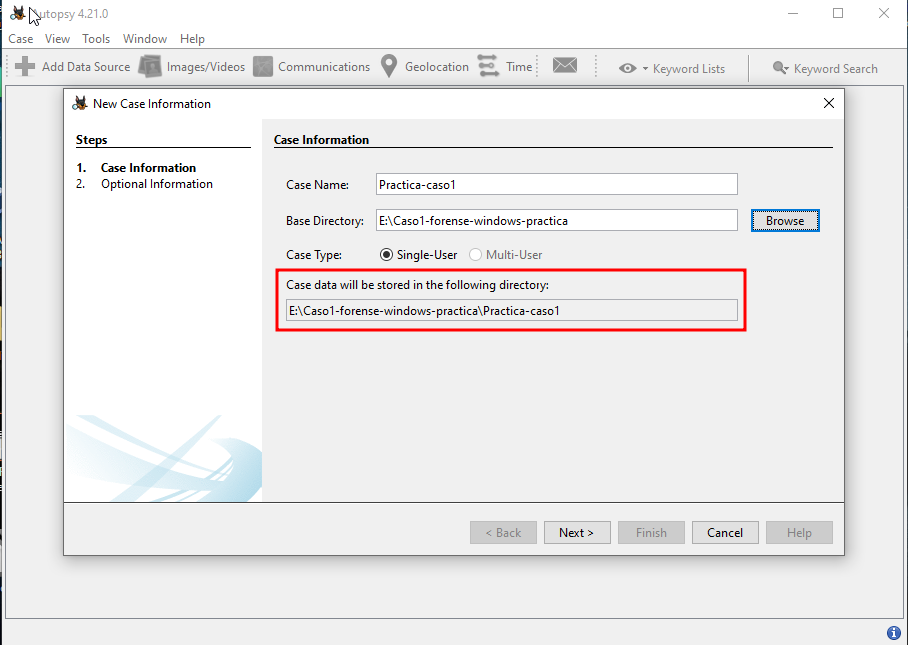 Autopsy 4.21.0
Case View Tools Window Help
Add Data Source Images/Videos Communications Geolocation Time Keyword Lists Keyword Search
New Case Information
Steps
1. Case Information
2. Optional Information
Case Information
Case Name: Practica-caso1
Base Directory: E:\Caso1-forense-windows-practica Browse
Case Type: Single-User Multi-User
Case data will be stored in the following directory:
E:\Caso1-forense-windows-practica\Practica-caso1
< Back Next > Finish Cancel Help